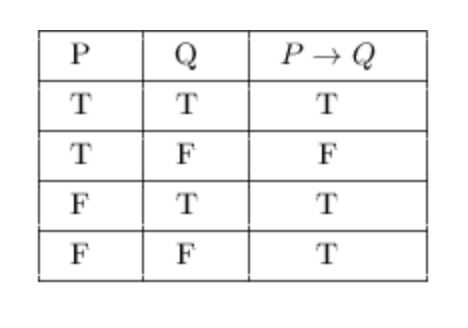 P Q P → Q
T T T
T F F
F T T
F F T